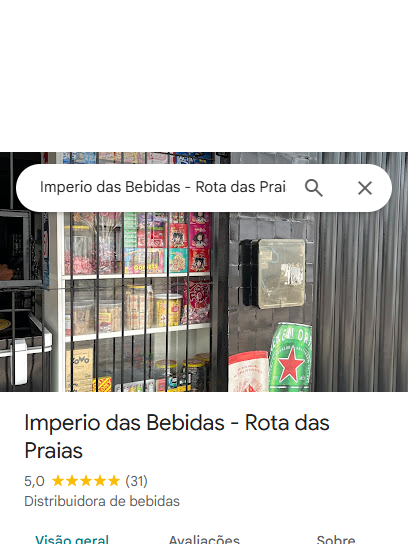 Imperio das Bebidas - Rota das Prai
Imperio das Bebidas - Rota das
Praias
5,0 ★★★★★ (31)
Distribuidora de bebidas
Visão geral
Avaliações
Sobre